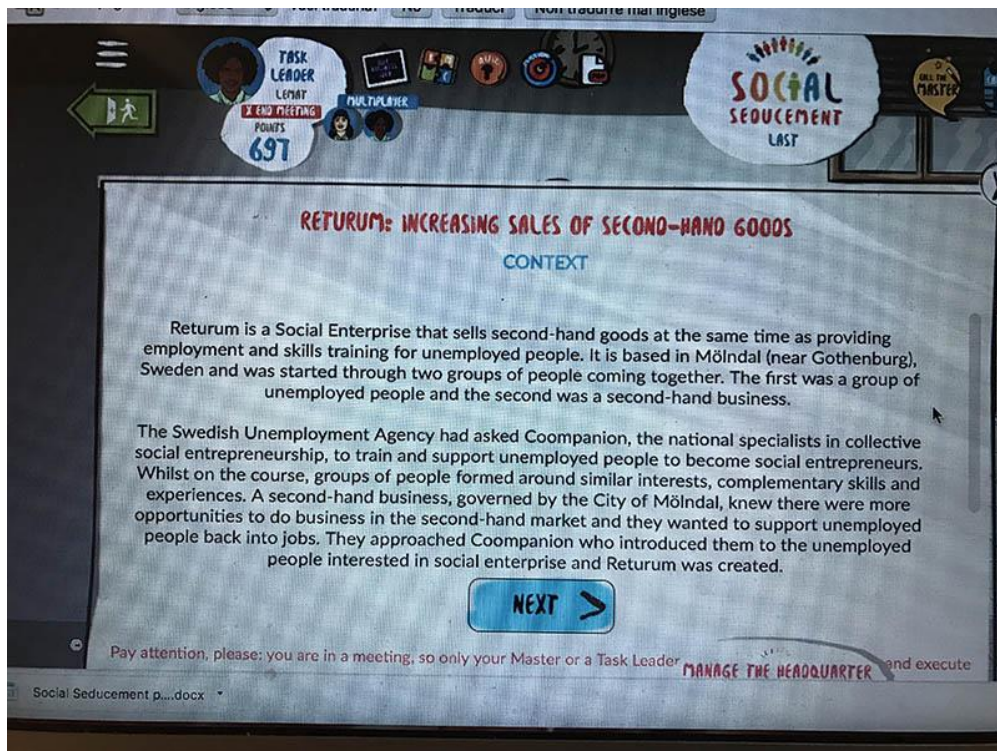 Non tradurre mai inglese
TASK
LEADER
LEMAT
X END MEETING
POINTS
697
MULTIPLAYER
SOCIAL
SEDUCEMENT
LAST
CALL THE
MASTER
RETURUM: INCREASING SALES OF SECOND-HAND GOODS
CONTEXT
Returum is a Social Enterprise that sells second-hand goods at the same time as providing
employment and skills training for unemployed people. It is based in Mölndal (near Gothenburg),
Sweden and was started through two groups of people coming together. The first was a group of
unemployed people and the second was a second-hand business.
The Swedish Unemployment Agency had asked Coompanion, the national specialists in collective
social entrepreneurship, to train and support unemployed people to become social entrepreneurs.
Whilst on the course, groups of people formed around similar interests, complementary skills and
experiences. A second-hand business, governed by the City of Mölndal, knew there were more
opportunities to do business in the second-hand market and they wanted to support unemployed
people back into jobs. They approached Coompanion who introduced them to the unemployed
people interested in social enterprise and Returum was created.
NEXT >
Pay attention, please: you are in a meeting, so only your Master or a Task Leader MANAGE THE HEADQUARTER and execute
Social Seducement p....docx